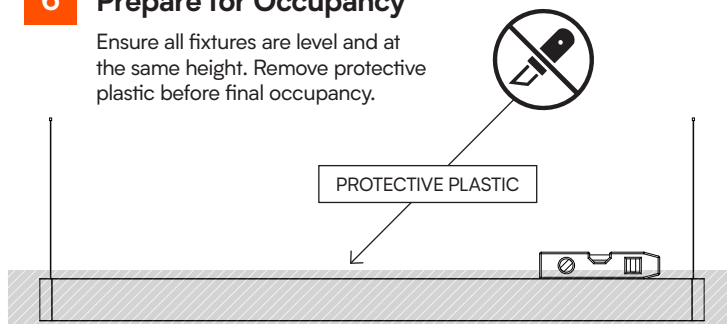 6 Prepare for Occupancy
Ensure all fixtures are level and at
the same height. Remove protective
plastic before final occupancy.
PROTECTIVE PLASTIC